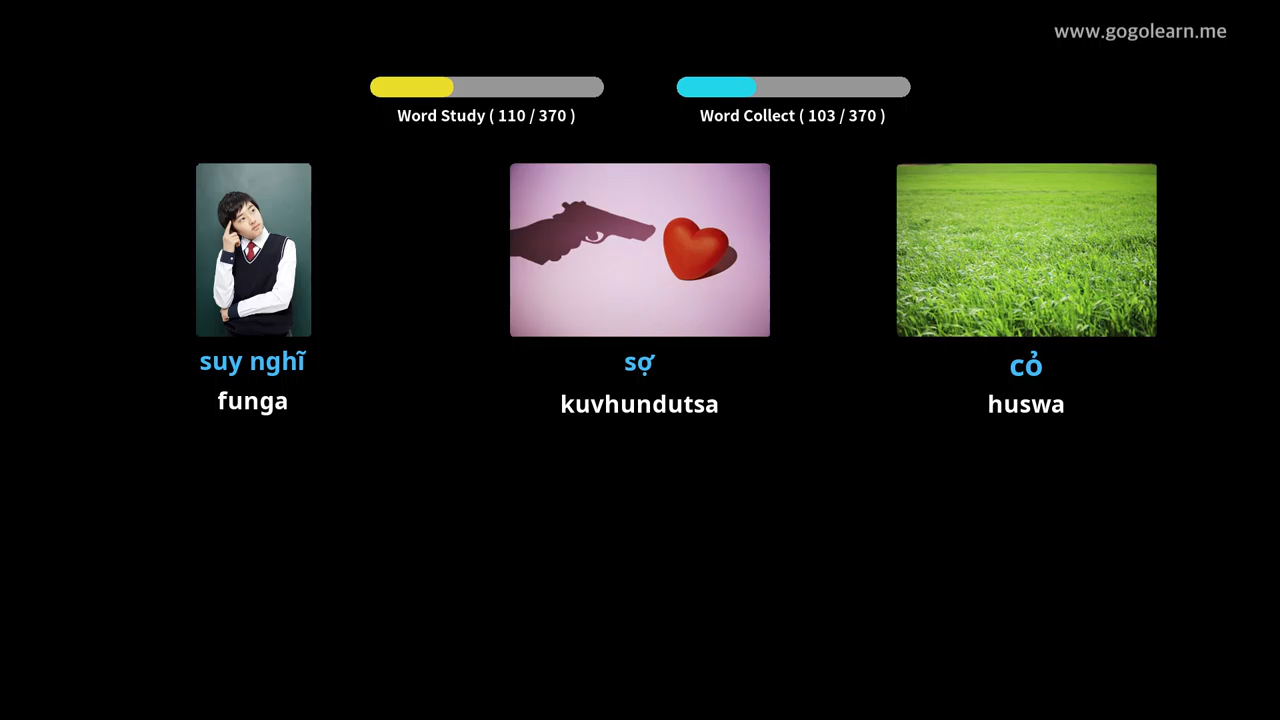 www.gogolearn.me
Word Study ( 110 / 370 )
Word Collect ( 103 / 370 )
suy nghĩ
funga
sợ
kuvhundutsa
cỏ
huswa